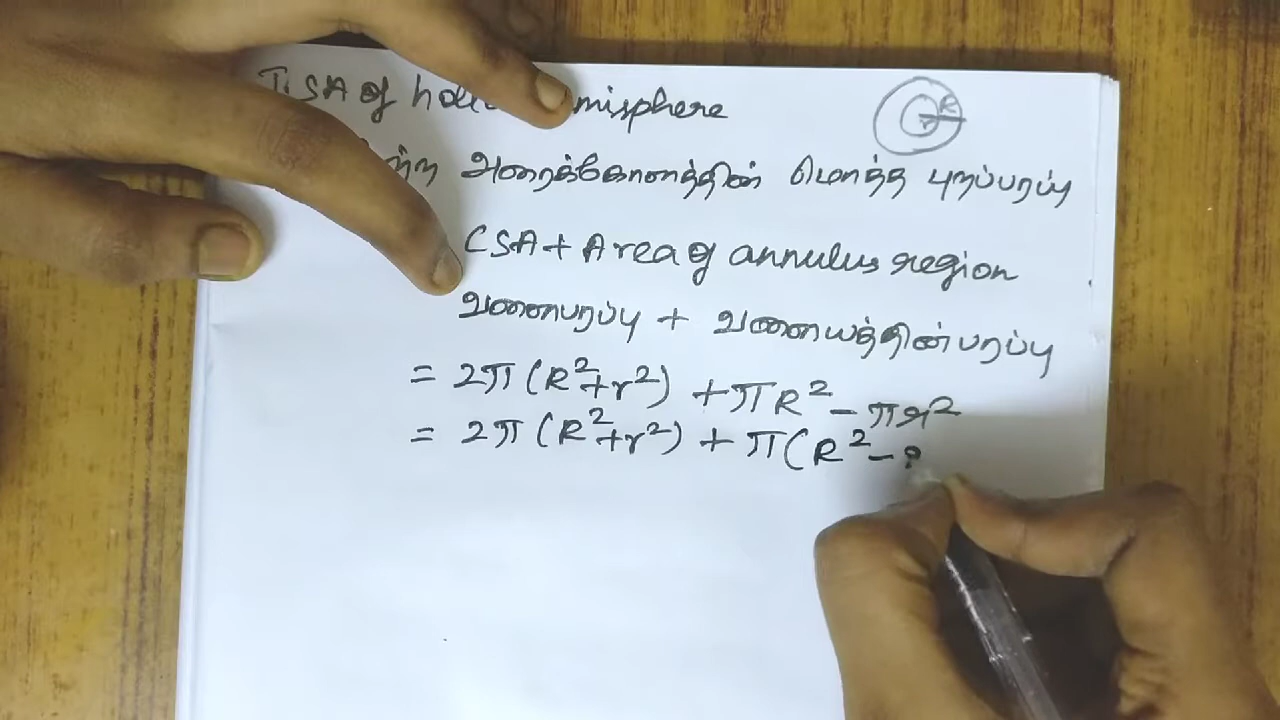 T.SA of hemisphere
அரைக்கோளத்தின் மொத்த புறப்பரப்பு
R
r
CSA + Area of annulus region
வளைபரப்பு + வளையத்தின் பரப்பு
= 2π (R²+r²) + πR² - πr²
= 2π (R²+r²) + π(R² -